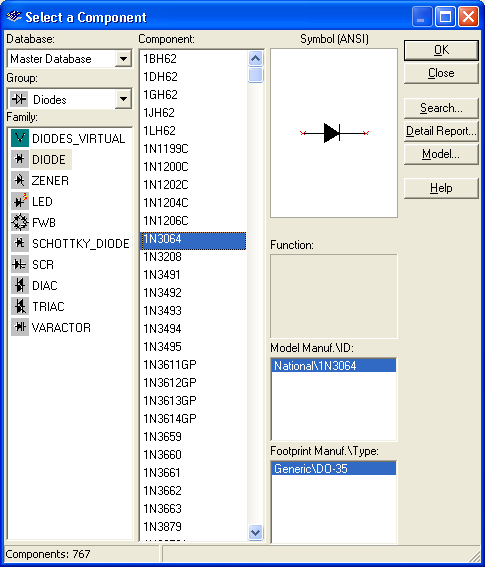 Select a Component
Database:
Master Database
Group:
Diodes
Family:
DIODES_VIRTUAL
DIODE
ZENER
LED
FWB
SCHOTTKY_DIODE
SCR
DIAC
TRIAC
VARACTOR
Component:
1BH62
1DH62
1GH62
1JH62
1LH62
1N1199C
1N1200C
1N1202C
1N1204C
1N1206C
1N3064
1N3208
1N3491
1N3492
1N3493
1N3494
1N3495
1N3611GP
1N3612GP
1N3613GP
1N3614GP
1N3659
1N3660
1N3661
1N3662
1N3663
1N3879
Symbol (ANSI)
Function:
Model Manuf.\ID:
National\1N3064
Footprint Manuf.\Type:
Generic\DO-35
OK
Close
Search...
Detail Report...
Model...
Help
Components: 767